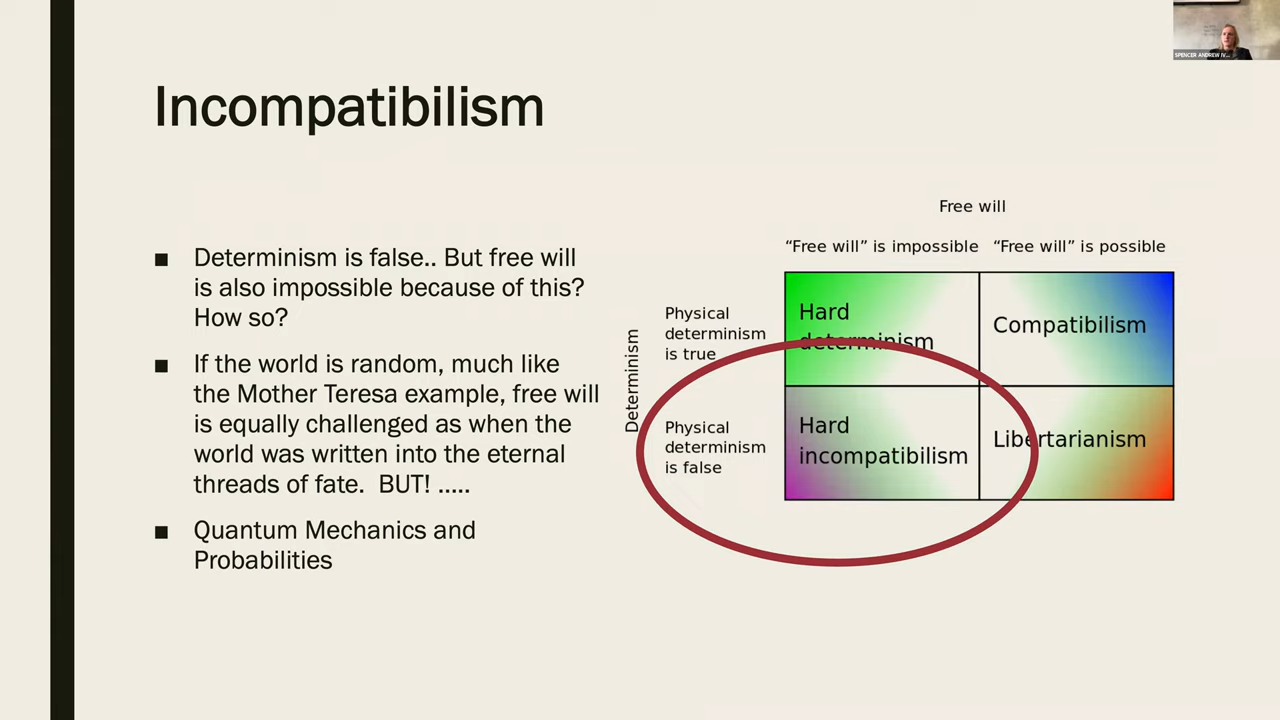 SPENCER ANDREW IV...
Incompatibilism
■ Determinism is false.. But free will
is also impossible because of this?
How so?
■ If the world is random, much like
the Mother Teresa example, free will
is equally challenged as when the
world was written into the eternal
threads of fate.  BUT! .....
■ Quantum Mechanics and
Probabilities
Free will
“Free will” is impossible
“Free will” is possible
Determinism
Physical
determinism
is true
Hard
determinism
Compatibilism
Physical
determinism
is false
Hard
incompatibilism
Libertarianism